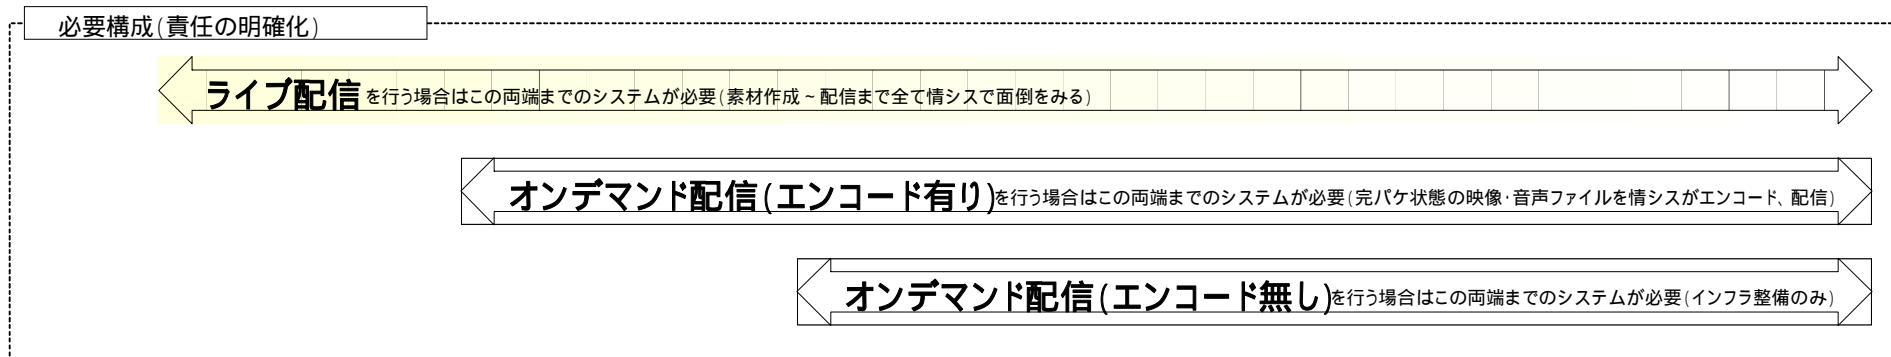 必要構成(責任の明確化)
ライブ配信を行う場合はこの両端までのシステムが必要(素材作成～配信まで全て情シスで面倒をみる)
オンデマンド配信(エンコード有り)を行う場合はこの両端までのシステムが必要(完パケ状態の映像・音声ファイルを情シスがエンコード、配信)
オンデマンド配信(エンコード無し)を行う場合はこの両端までのシステムが必要(インフラ整備のみ)